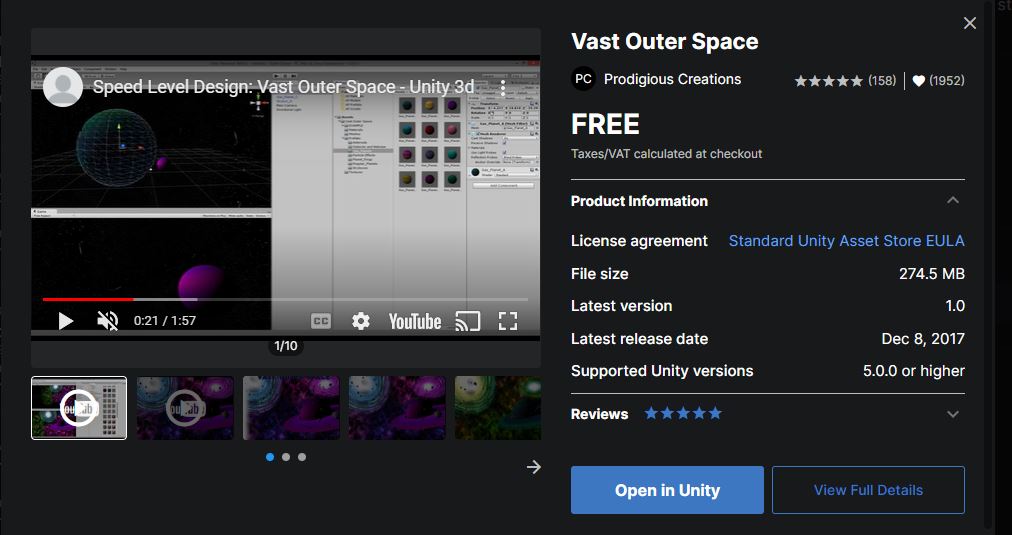 Speed Level Design: Vast Outer Space - Unity 3d
0:21 / 1:57
CC
YouTube
1/10
Vast Outer Space
PC
Prodigious Creations
(158)
(1952)
FREE
Taxes/VAT calculated at checkout
Product Information
License agreement
Standard Unity Asset Store EULA
File size
274.5 MB
Latest version
1.0
Latest release date
Dec 8, 2017
Supported Unity versions
5.0.0 or higher
Reviews
Open in Unity
View Full Details